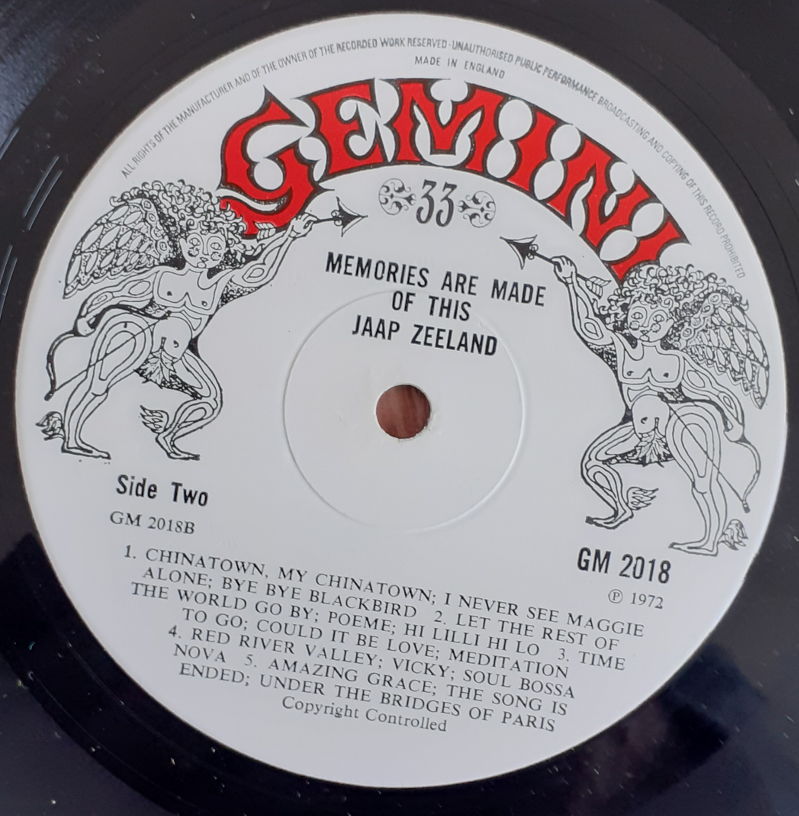 ALL RIGHTS OF THE MANUFACTURER AND OF THE OWNER OF THE RECORDED WORK RESERVED · UNAUTHORISED PUBLIC PERFORMANCE BROADCASTING AND COPYING OF THIS RECORD PROHIBITED
MADE IN ENGLAND
GEMINI
33
MEMORIES ARE MADE
OF THIS
JAAP ZEELAND
Side Two
GM 2018B
GM 2018
℗ 1972
1. CHINATOWN, MY CHINATOWN; I NEVER SEE MAGGIE
ALONE; BYE BYE BLACKBIRD 2. LET THE REST OF
THE WORLD GO BY; POEME; HI LILLI HI LO 3. TIME
TO GO; COULD IT BE LOVE; MEDITATION
4. RED RIVER VALLEY; VICKY; SOUL BOSSA
NOVA 5. AMAZING GRACE; THE SONG IS
ENDED; UNDER THE BRIDGES OF PARIS
Copyright Controlled